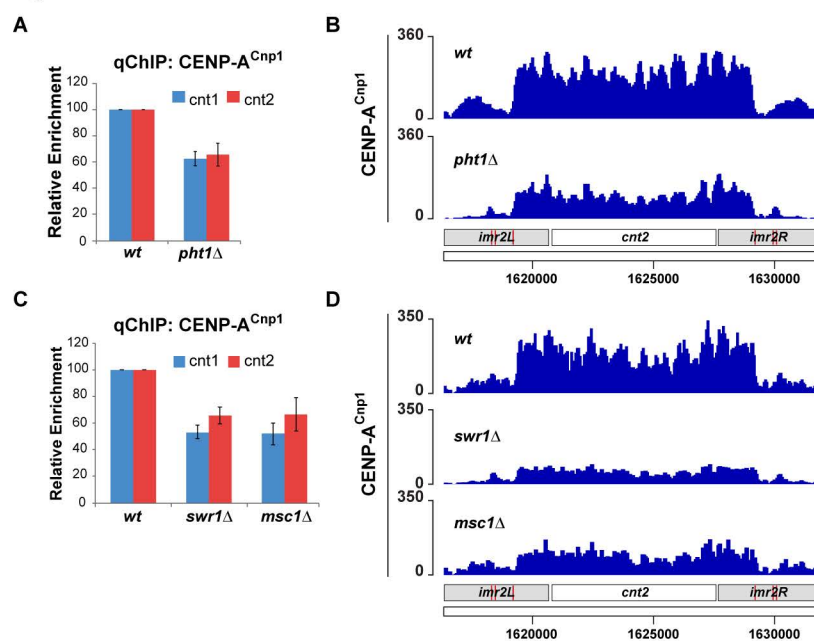 A
qChIP: CENP-A^Cnp1
Relative Enrichment
120
100
80
60
40
20
0
cnt1 cnt2
wt pht1Δ
B
CENP-A^Cnp1
360
wt
0
360
pht1Δ
0
imr2L cnt2 imr2R
1620000 1625000 1630000
C
qChIP: CENP-A^Cnp1
Relative Enrichment
120
100
80
60
40
20
0
cnt1 cnt2
wt swr1Δ msc1Δ
D
CENP-A^Cnp1
350
wt
0
350
swr1Δ
0
350
msc1Δ
0
imr2L cnt2 imr2R
1620000 1625000 1630000